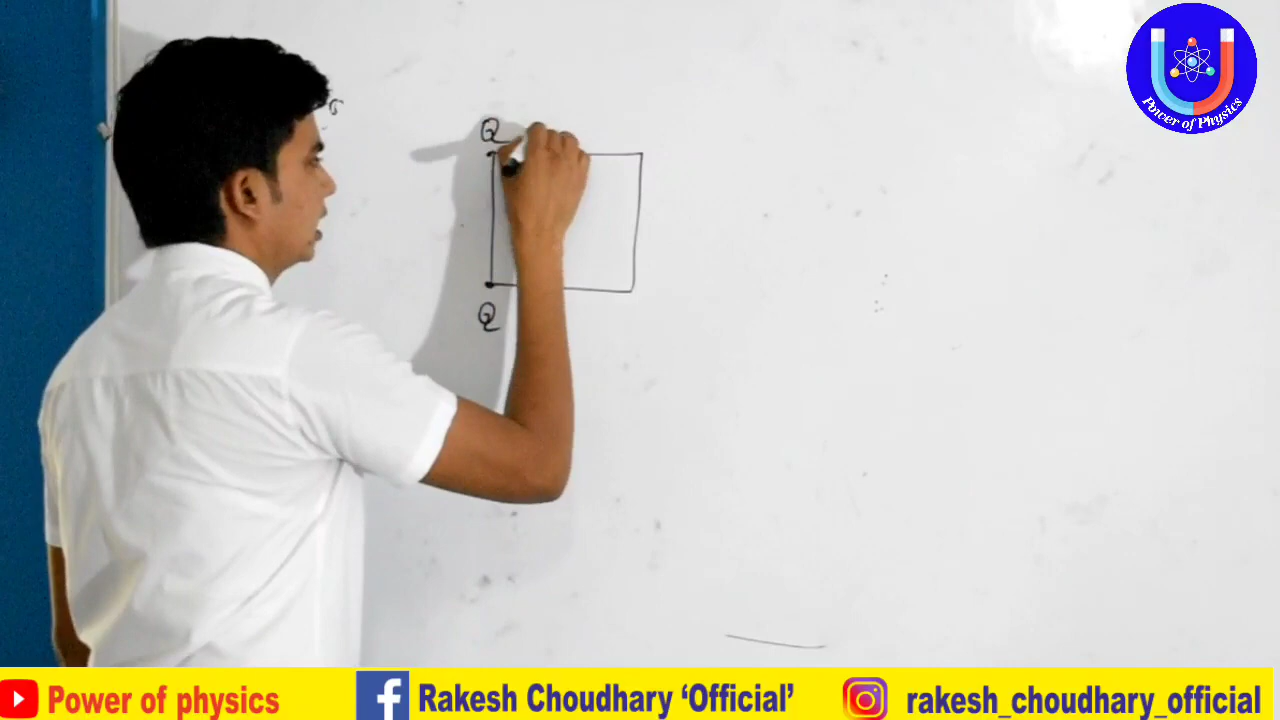 Power of Physics
Q
Q
Power of physics
Rakesh Choudhary ‘Official’
rakesh_choudhary_official